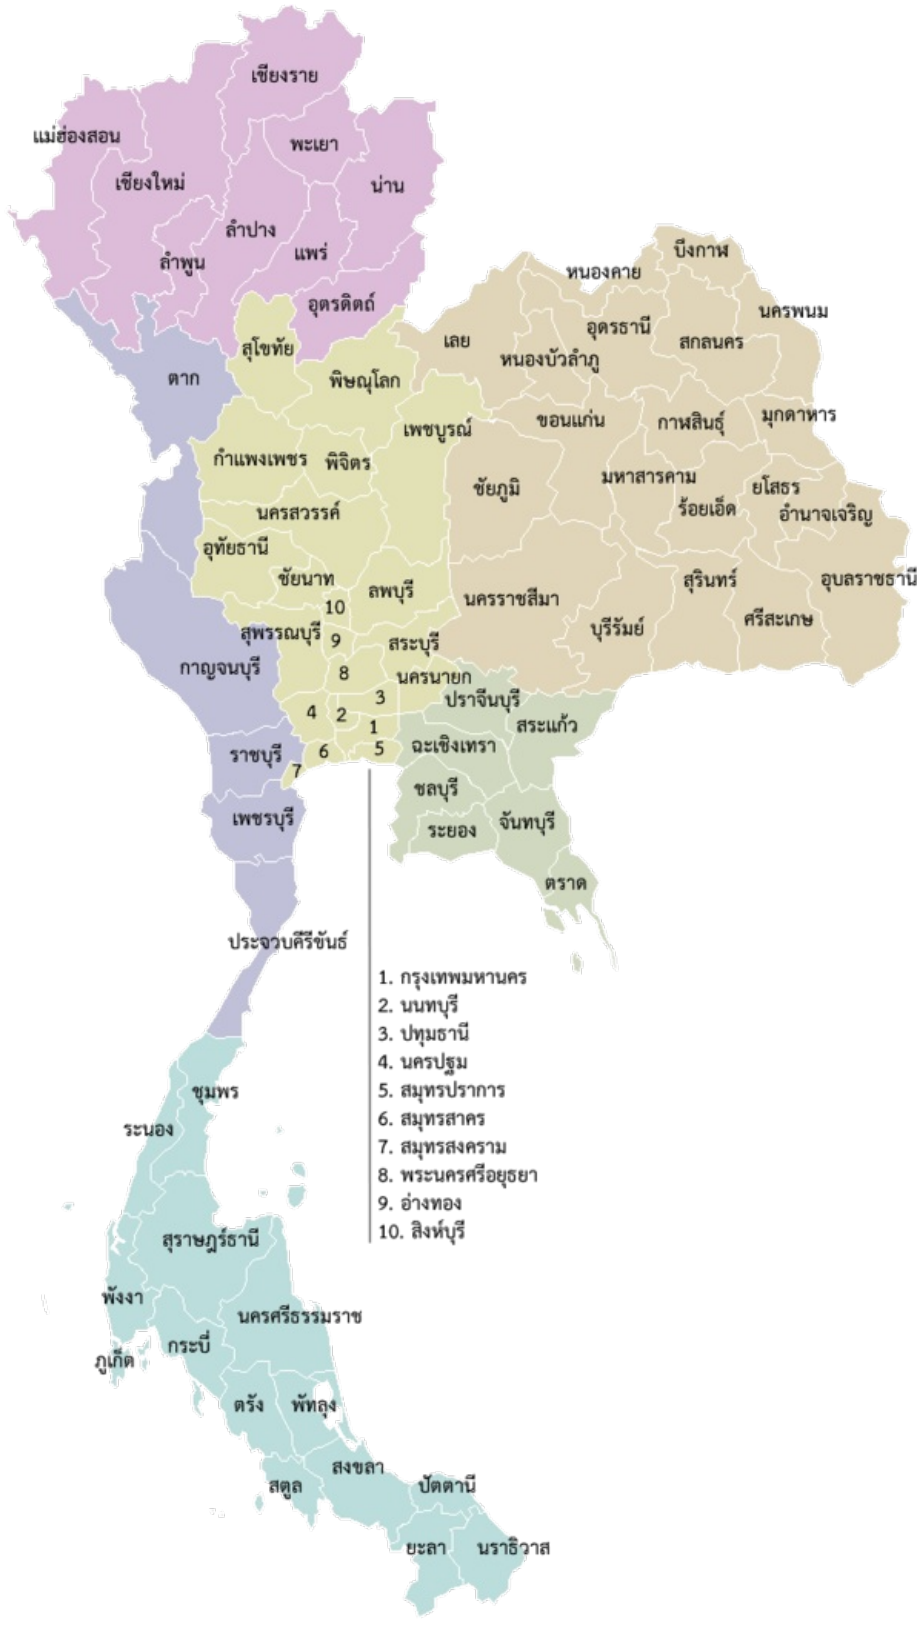 เชียงราย
แม่ฮ่องสอน
พะเยา
เชียงใหม่
น่าน
ลำปาง
แพร่
ลำพูน
อุตรดิตถ์
บึงกาฬ
หนองคาย
นครพนม
อุดรธานี
เลย
สกลนคร
หนองบัวลำภู
สุโขทัย
ตาก
พิษณุโลก
เพชบูรณ์
ขอนแก่น
กาฬสินธุ์
มุกดาหาร
กำแพงเพชร
พิจิตร
ชัยภูมิ
มหาสารคาม
ยโสธร
ร้อยเอ็ด
อำนาจเจริญ
นครสวรรค์
อุทัยธานี
ชัยนาท
ลพบุรี
นครราชสีมา
สุรินทร์
อุบลราชธานี
10
สุพรรณบุรี
9
สระบุรี
บุรีรัมย์
ศรีสะเกษ
กาญจนบุรี
8
นครนายก
3
ปราจีนบุรี
4
2
1
สระแก้ว
ราชบุรี
6
5
ฉะเชิงเทรา
7
ชลบุรี
เพชรบุรี
ระยอง
จันทบุรี
ตราด
ประจวบคีรีขันธ์
1. กรุงเทพมหานคร
2. นนทบุรี
3. ปทุมธานี
4. นครปฐม
5. สมุทรปราการ
6. สมุทรสาคร
7. สมุทรสงคราม
8. พระนครศรีอยุธยา
9. อ่างทอง
10. สิงห์บุรี
ชุมพร
ระนอง
สุราษฎร์ธานี
พังงา
นครศรีธรรมราช
กระบี่
ภูเก็ต
ตรัง
พัทลุง
สงขลา
สตูล
ปัตตานี
ยะลา
นราธิวาส